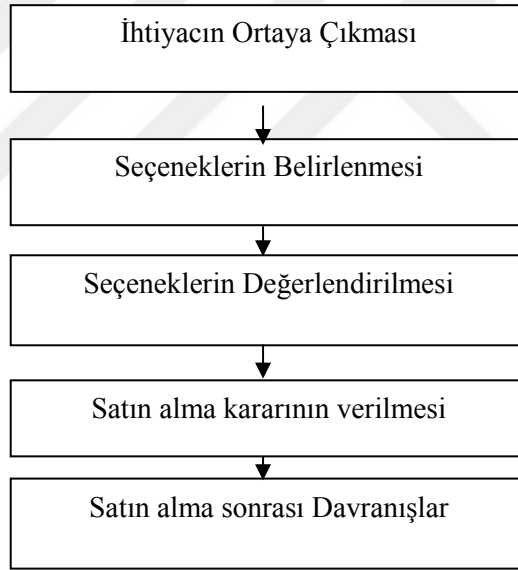 İhtiyacın Ortaya Çıkması
Seçeneklerin Belirlenmesi
Seçeneklerin Değerlendirilmesi
Satın alma kararının verilmesi
Satın alma sonrası Davranışlar